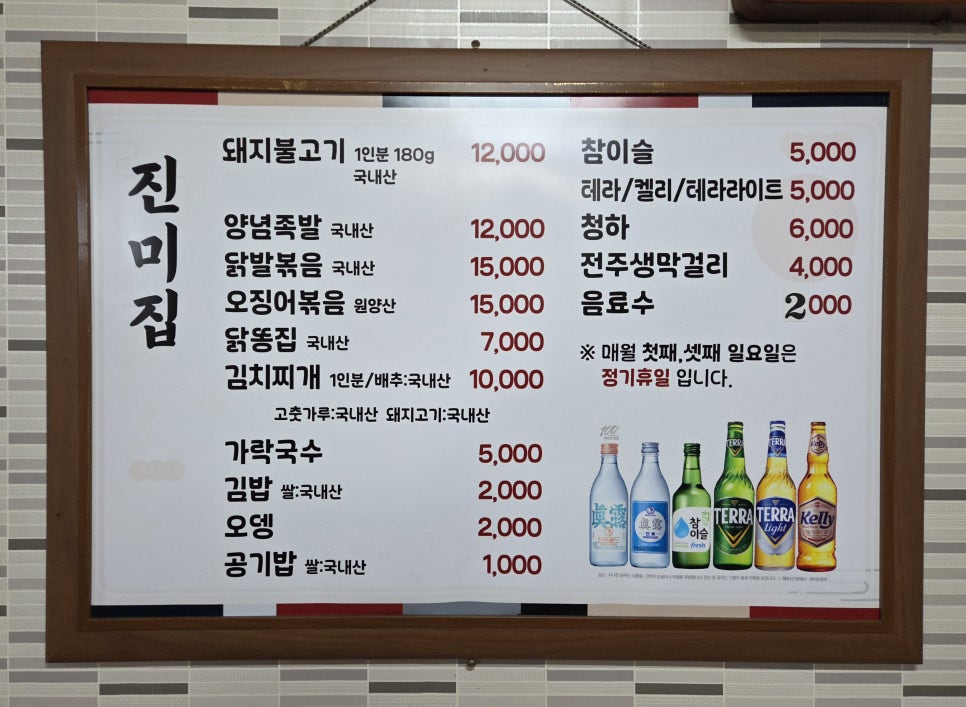 진미집
돼지불고기 1인분 180g 12,000
국내산
양념족발 국내산 12,000
닭발볶음 국내산 15,000
오징어볶음 원양산 15,000
닭똥집 국내산 7,000
김치찌개 1인분/배추:국내산 10,000
고춧가루:국내산 돼지고기:국내산
가락국수 5,000
김밥 쌀:국내산 2,000
오뎅 2,000
공기밥 쌀:국내산 1,000
참이슬 5,000
테라/켈리/테라라이트 5,000
청하 6,000
전주생막걸리 4,000
음료수 2000
※ 매월 첫째,셋째 일요일은
정기휴일 입니다.
100
眞露
眞露
참이슬
fresh
TERRA
TERRA
TERRA
TERRA
Light
Kelly
Kelly